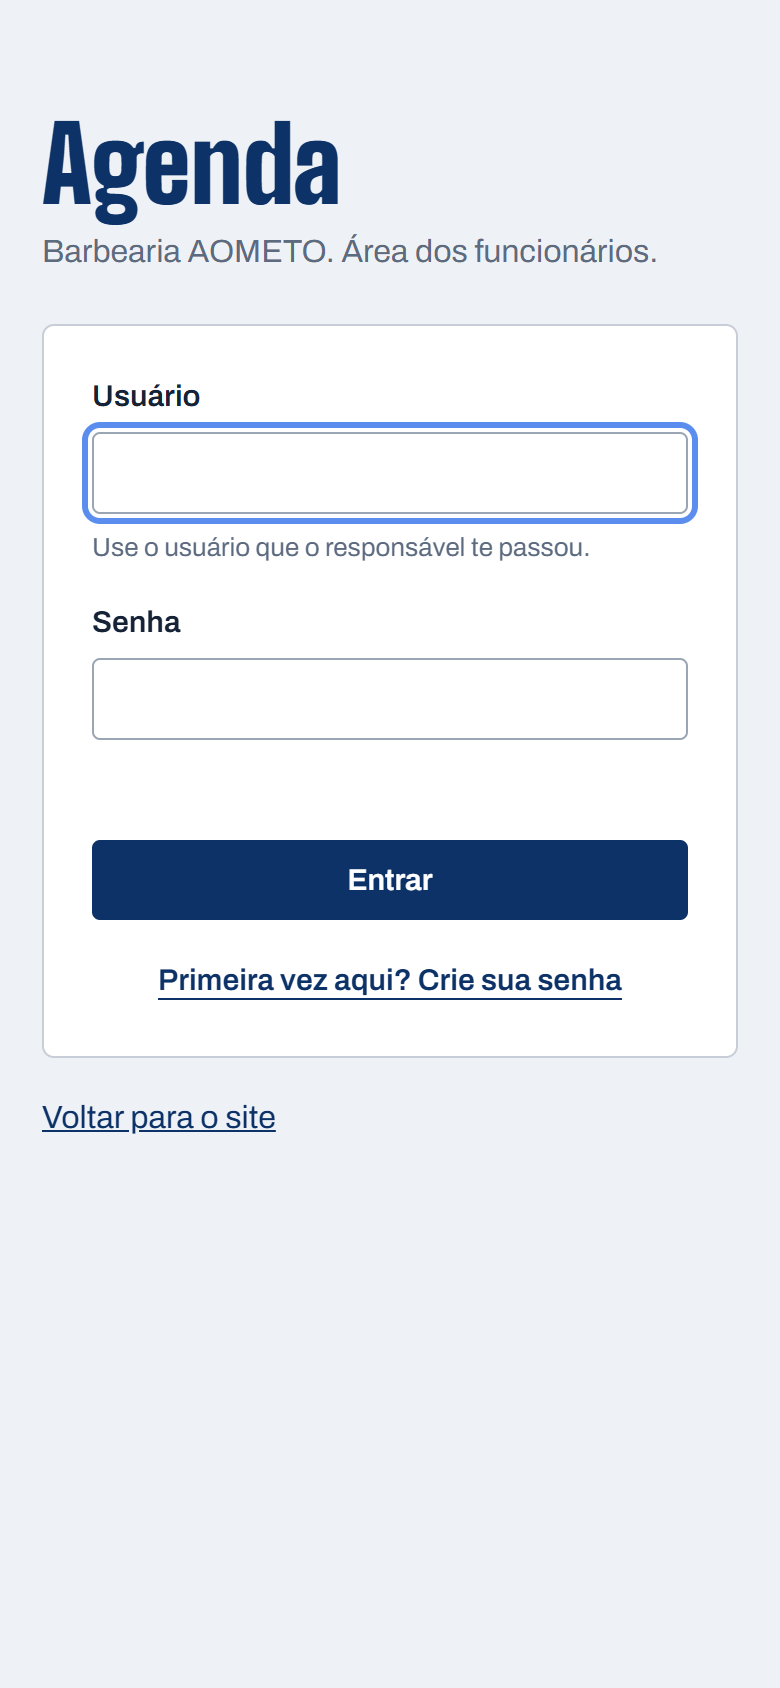 Agenda
Barbearia AOMETO. Área dos funcionários.
Usuário
Use o usuário que o responsável te passou.
Senha
Entrar
Primeira vez aqui? Crie sua senha
Voltar para o site